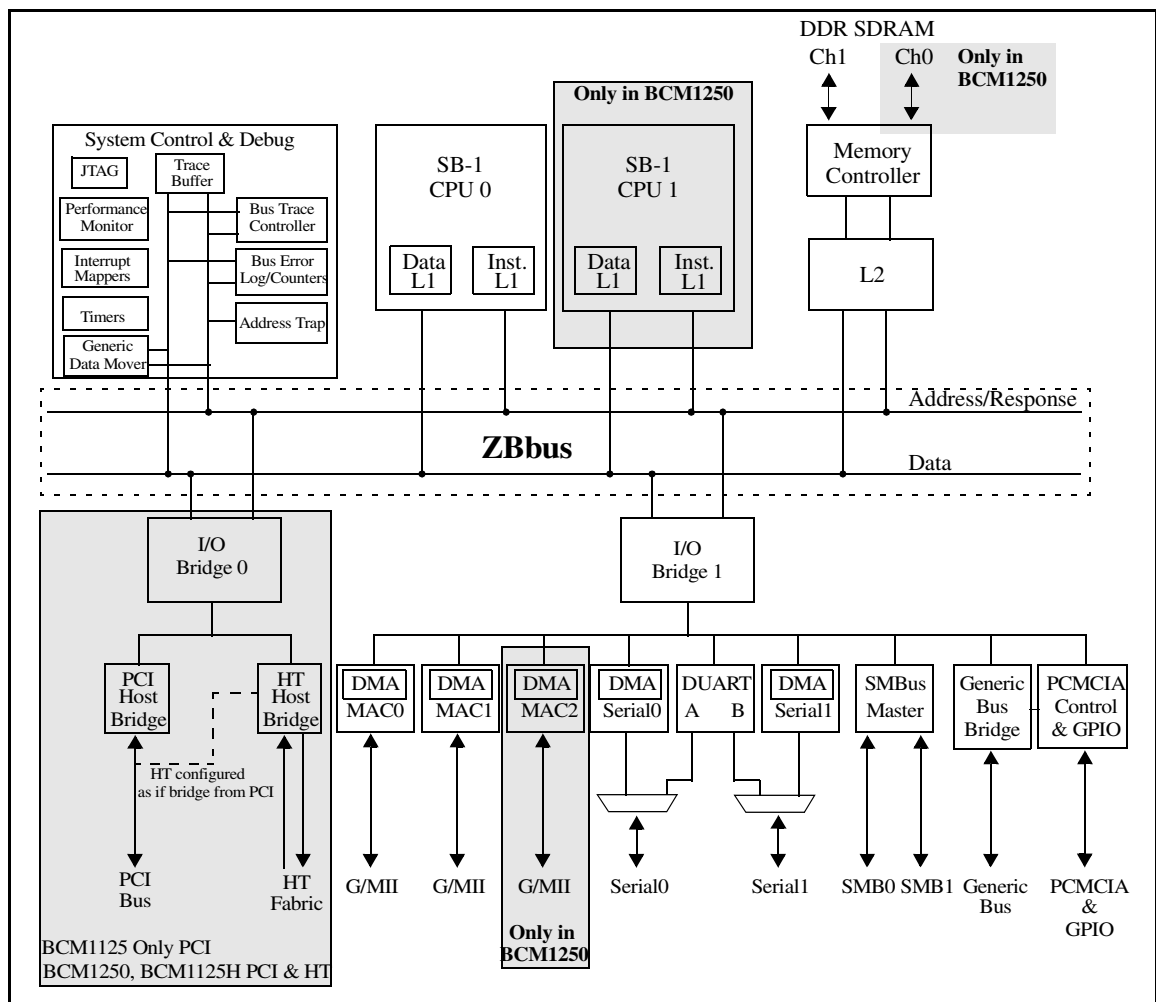 DDR SDRAM
Ch1
Ch0
Only in
BCM1250
Only in BCM1250
System Control & Debug
JTAG
Trace
Buffer
Performance
Monitor
Bus Trace
Controller
Interrupt
Mappers
Bus Error
Log/Counters
Timers
Address Trap
Generic
Data Mover
SB-1
CPU 0
Data
L1
Inst.
L1
SB-1
CPU 1
Data
L1
Inst.
L1
Memory
Controller
L2
Address/Response
ZBbus
Data
I/O
Bridge 0
I/O
Bridge 1
PCI
Host
Bridge
HT
Host
Bridge
HT configured
as if bridge from PCI
PCI
Bus
HT
Fabric
BCM1125 Only PCI
BCM1250, BCM1125H PCI & HT
DMA
MAC0
G/MII
DMA
MAC1
G/MII
DMA
MAC2
G/MII
Only in
BCM1250
DMA
Serial0
DUART
A B
DMA
Serial1
Serial0
Serial1
SMBus
Master
SMB0 SMB1
Generic
Bus
Bridge
Generic
Bus
PCMCIA
Control
& GPIO
PCMCIA
&
GPIO